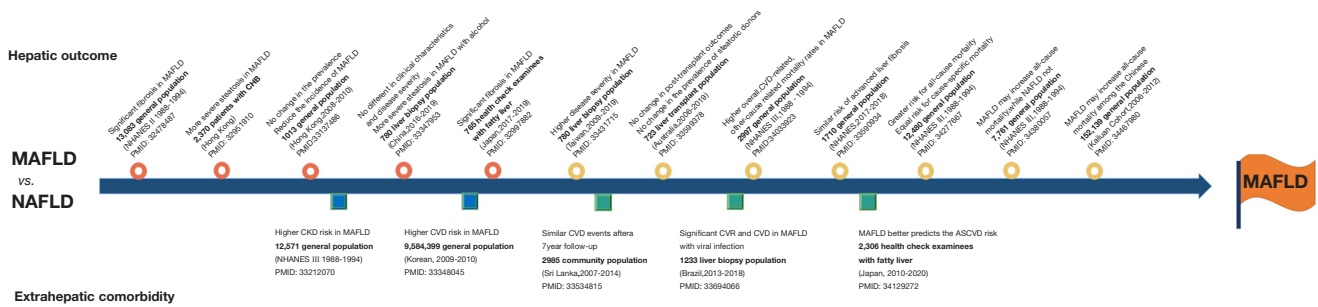 Hepatic outcome
Significant fibrosis in MAFLD
13,083 general population
(NHANES III 1988-1994)
PMID: 32478487
More severe steatosis in MAFLD
2,370 patients with CHB
(Hong Kong)
PMID: 32951910
No change in the prevalence
Reduce the incidence of MAFLD
1013 general population
(Hong Kong,2008-2010)
No different in clinical characteristics
and disease severity
More severe steatosis in MAFLD with alcohol
780 liver biopsy population
(China,2016-2019)
Significant fibrosis in MAFLD
765 health check examinees
with fatty liver
(Japan,2017-2019)
PMID: 32997882
Higher disease severity in MAFLD
liver biopsy population
(Taiwan,2009-2019)
PMID: 33431715
No change in post-transplant outcomes
No change in the prevalence of steatotic donors
723 liver transplant population
(Australia,2006-2019)
PMID: 33595578
Higher overall,CVD-related,
other-cause related mortality rates in MAFLD
2997 general population
(NHANES III,1988 -1994)
PMID:34033923
Similar risk of advanced liver fibrosis
1710 general population
(NHANES,2017-2018)
PMID: 33590934
Greater risk for all-cause mortality
Equal risk for cause-specific mortality
12,480 general population
(NHANES III,1988-1994)
PMID: 34277867
MAFLD may increase all-cause
mortality,while NAFLD not
7,761 general population
(NHANES III, 1988-1994)
PMID: 34380057
MAFLD may increase all-cause
mortality among the Chinese
152,139 general population
(Kailuan Cohort,2006-2012)
PMID: 34467980
MAFLD
vs.
NAFLD
MAFLD
Higher CKD risk in MAFLD
12,571 general population
(NHANES III 1988-1994)
PMID: 33212070
Higher CVD risk in MAFLD
9,584,399 general population
(Korean, 2009-2010)
PMID: 33348045
Similar CVD events aftera
7year follow-up
2985 community population
(Sri Lanka,2007-2014)
PMID: 33534815
Significant CVR and CVD in MAFLD
with viral infection
1233 liver biopsy population
(Brazil,2013-2018)
PMID: 33694066
MAFLD better predicts the ASCVD risk
2,306 health check examinees
with fatty liver
(Japan, 2010-2020)
PMID: 34129272
Extrahepatic comorbidity